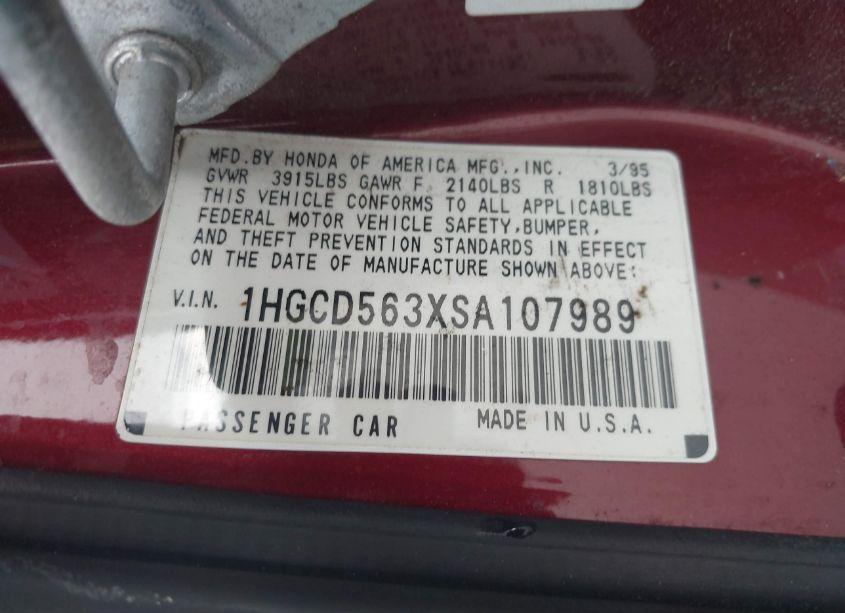 MFD.BY HONDA OF AMERICA MFG.,INC. 3/95
GVWR 3915LBS GAWR F. 2140LBS R 1810LBS
THIS VEHICLE CONFORMS TO ALL APPLICABLE
FEDERAL MOTOR VEHICLE SAFETY,BUMPER,
AND THEFT PREVENTION STANDARDS IN EFFECT
ON THE DATE OF MANUFACTURE SHOWN ABOVE:
V.I.N. 1HGCD563XSA107989
PASSENGER CAR MADE IN U.S.A.